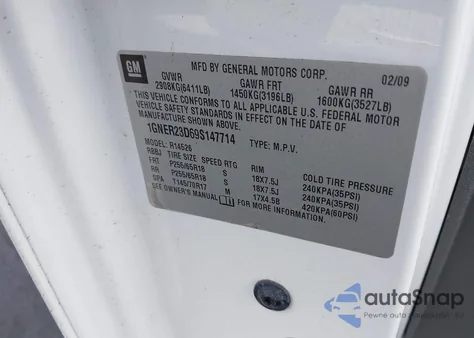 GM
MFD BY GENERAL MOTORS CORP. 02/09
GVWR GAWR FRT GAWR RR
2908KG(6411LB) 1450KG(3196LB) 1600KG(3527LB)
THIS VEHICLE CONFORMS TO ALL APPLICABLE U.S. FEDERAL MOTOR
VEHICLE SAFETY STANDARDS IN EFFECT ON THE DATE OF
MANUFACTURE SHOWN ABOVE.
1GNER23D69S147714 TYPE: M.P.V.
MODEL: R14526
RBBJ TIRE SIZE SPEED RTG RIM COLD TIRE PRESSURE
FRT P255/65R18 S 18X7.5J 240KPA(35PSI)
RR P255/65R18 S 18X7.5J 240KPA(35PSI)
SPA T145/70R17 M 17X4.5B 420KPA(60PSI)
SEE OWNER'S MANUAL FOR MORE INFORMATION.
autoSnap